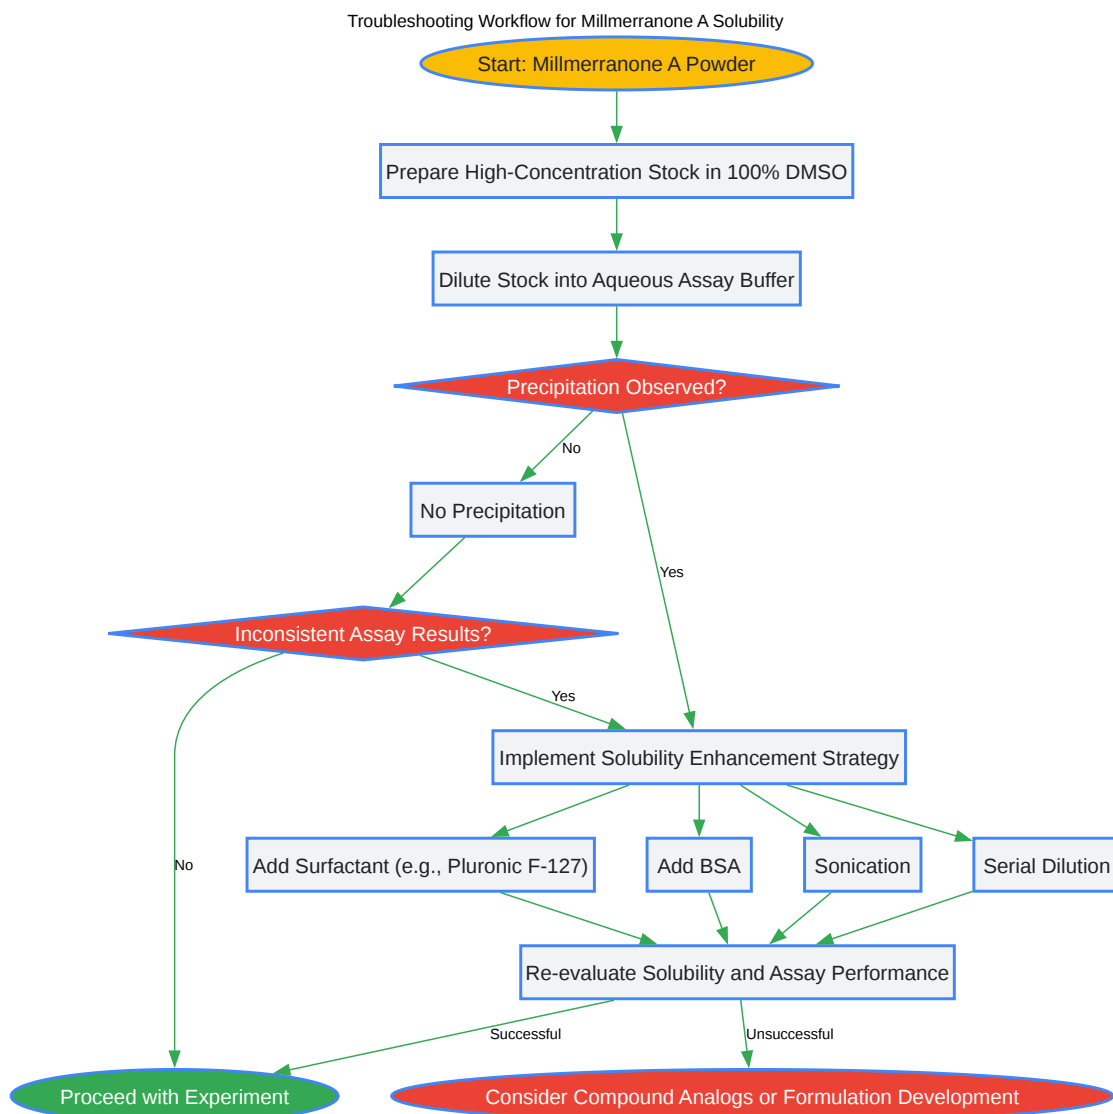 Troubleshooting Workflow for Millmerranone A Solubility
Start: Millmerranone A Powder
Prepare High-Concentration Stock in 100% DMSO
Dilute Stock into Aqueous Assay Buffer
Precipitation Observed?
No
No Precipitation
Yes
Inconsistent Assay Results?
Yes
Implement Solubility Enhancement Strategy
No
Add Surfactant (e.g., Pluronic F-127)
Add BSA
Sonication
Serial Dilution
Re-evaluate Solubility and Assay Performance
Successful
Unsuccessful
Proceed with Experiment
Consider Compound Analogs or Formulation Development